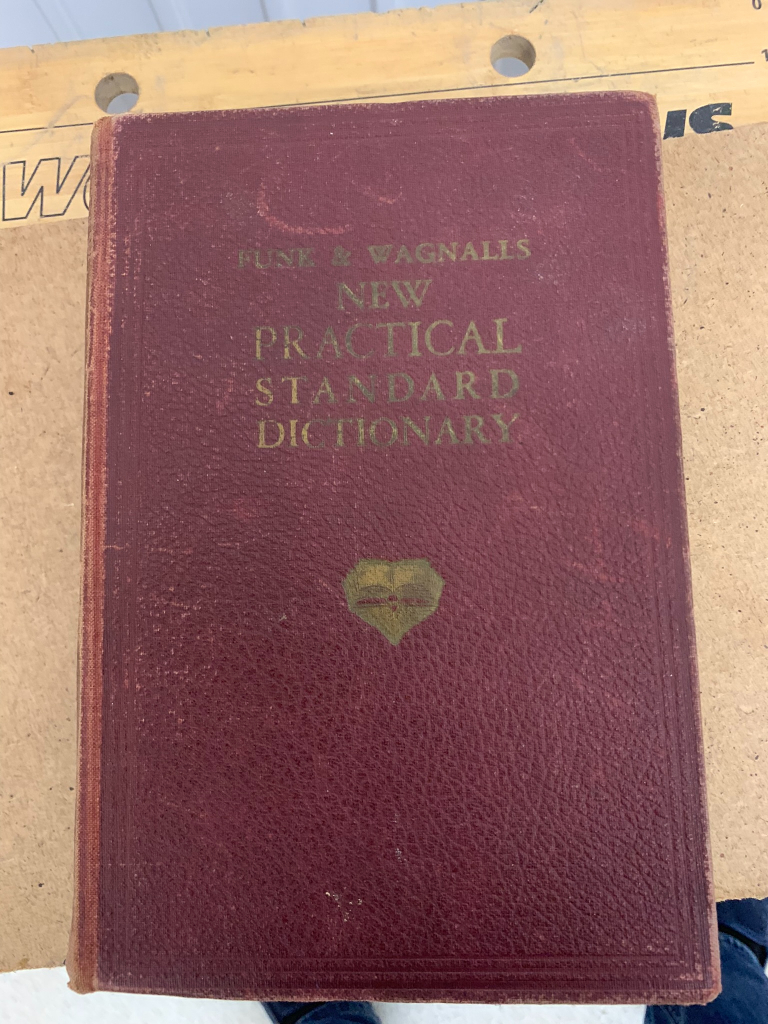 FUNK & WAGNALLS
NEW
PRACTICAL
STANDARD
DICTIONARY